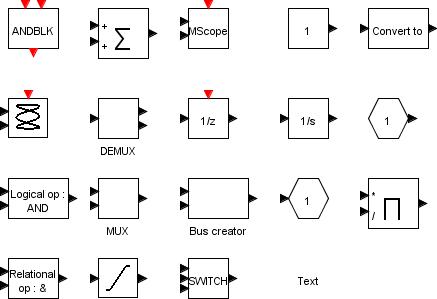 ANDBLK
+
+
Σ
MScope
1
Convert to
DEMUX
1/z
1/s
1
Logical op :
AND
MUX
Bus creator
1
*
/
∏
Relational
op : &
SWITCH
Text